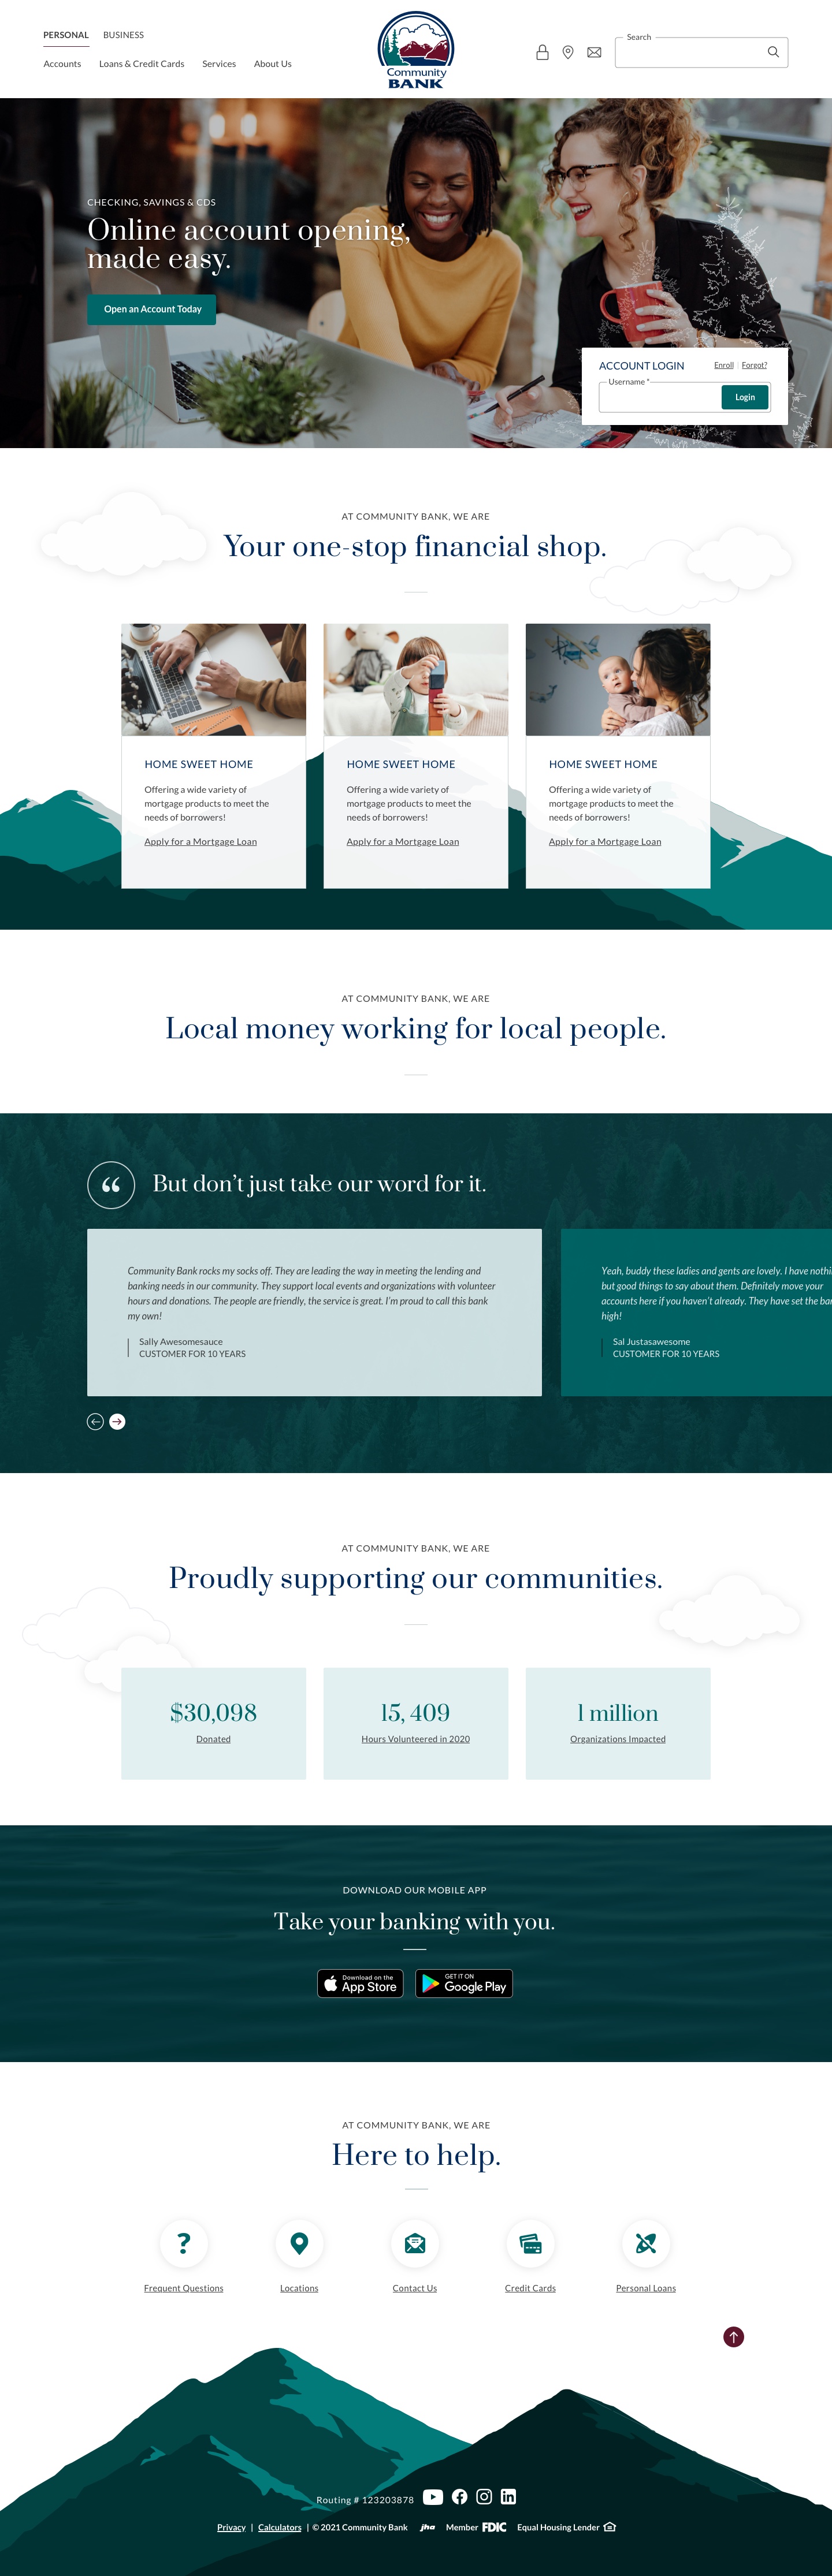 PERSONAL BUSINESS
Accounts Loans & Credit Cards Services About Us
Community
BANK
Search
CHECKING, SAVINGS & CDS
Online account opening,
made easy.
Open an Account Today
ACCOUNT LOGIN Enroll | Forgot?
Username *
Login
AT COMMUNITY BANK, WE ARE
Your one-stop financial shop.
HOME SWEET HOME
Offering a wide variety of
mortgage products to meet the
needs of borrowers!
Apply for a Mortgage Loan
HOME SWEET HOME
Offering a wide variety of
mortgage products to meet the
needs of borrowers!
Apply for a Mortgage Loan
HOME SWEET HOME
Offering a wide variety of
mortgage products to meet the
needs of borrowers!
Apply for a Mortgage Loan
AT COMMUNITY BANK, WE ARE
Local money working for local people.
“
But don’t just take our word for it.
Community Bank rocks my socks off. They are leading the way in meeting the lending and
banking needs in our community. They support local events and organizations with volunteer
hours and donations. The people are friendly, the service is great. I’m proud to call this bank
my own!
Sally Awesomesauce
CUSTOMER FOR 10 YEARS
Yeah, buddy these ladies and gents are lovely. I have nothi
but good things to say about them. Definitely move your
accounts here if you haven’t already. They have set the bar
high!
Sal Justasawesome
CUSTOMER FOR 10 YEARS
AT COMMUNITY BANK, WE ARE
Proudly supporting our communities.
$30,098
Donated
15, 409
Hours Volunteered in 2020
1 million
Organizations Impacted
DOWNLOAD OUR MOBILE APP
Take your banking with you.
Download on the
App Store
GET IT ON
Google Play
AT COMMUNITY BANK, WE ARE
Here to help.
?
Frequent Questions
Locations
Contact Us
Credit Cards
Personal Loans
Routing # 123203878
Privacy | Calculators | © 2021 Community Bank jha Member FDIC Equal Housing Lender